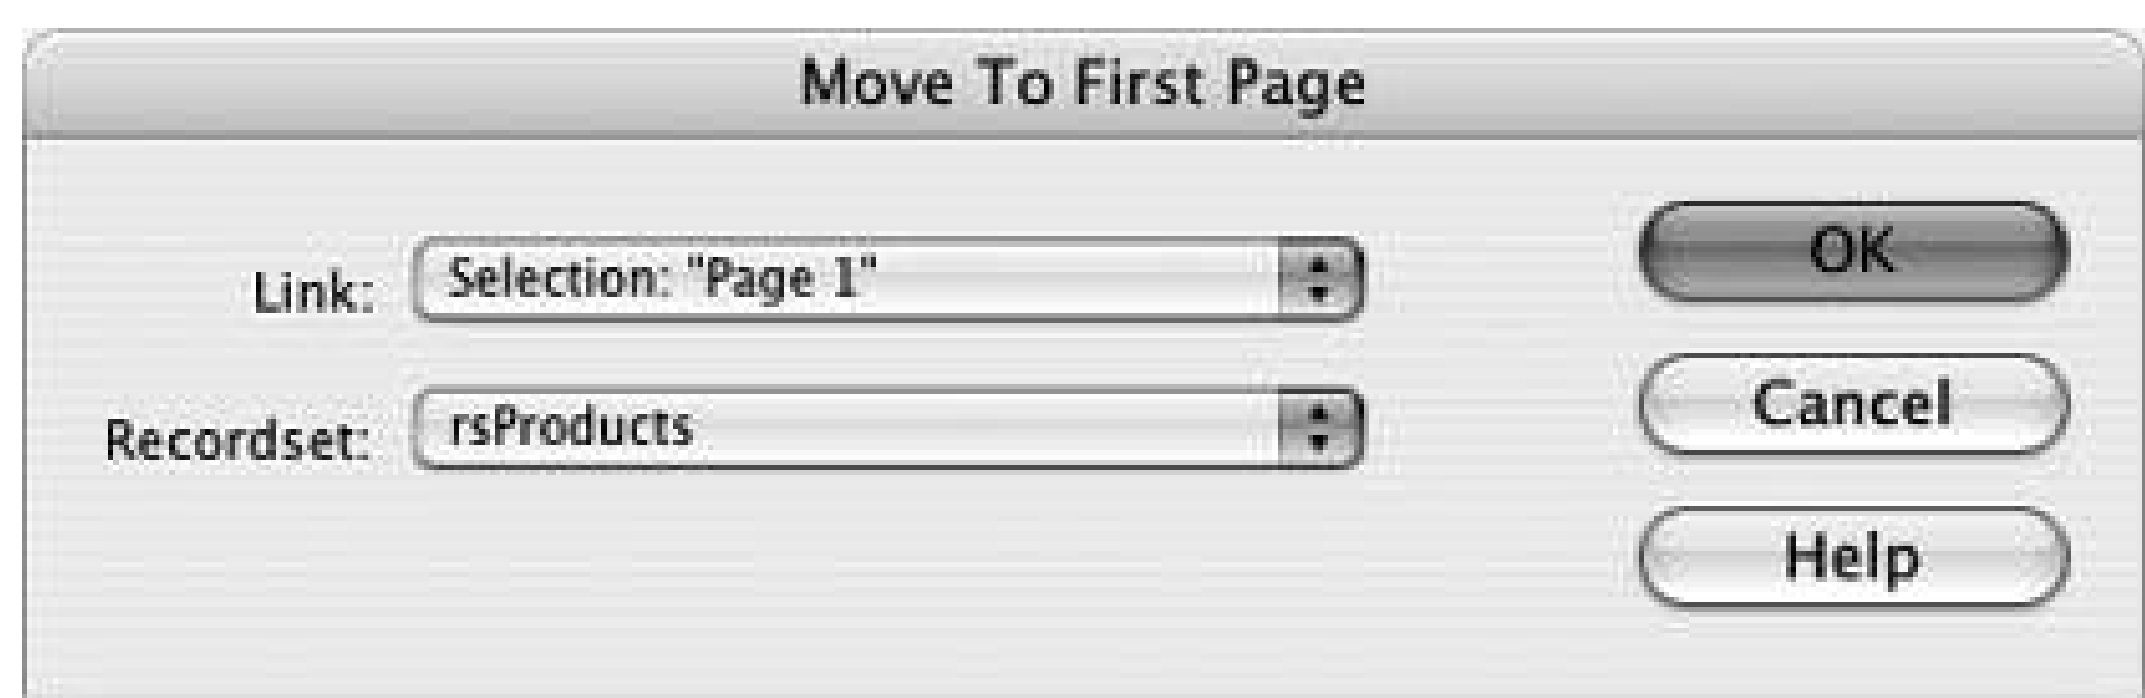 Move To First Page
Link: Selection: "Page 1"
Recordset: rsProducts
OK
Cancel
Help